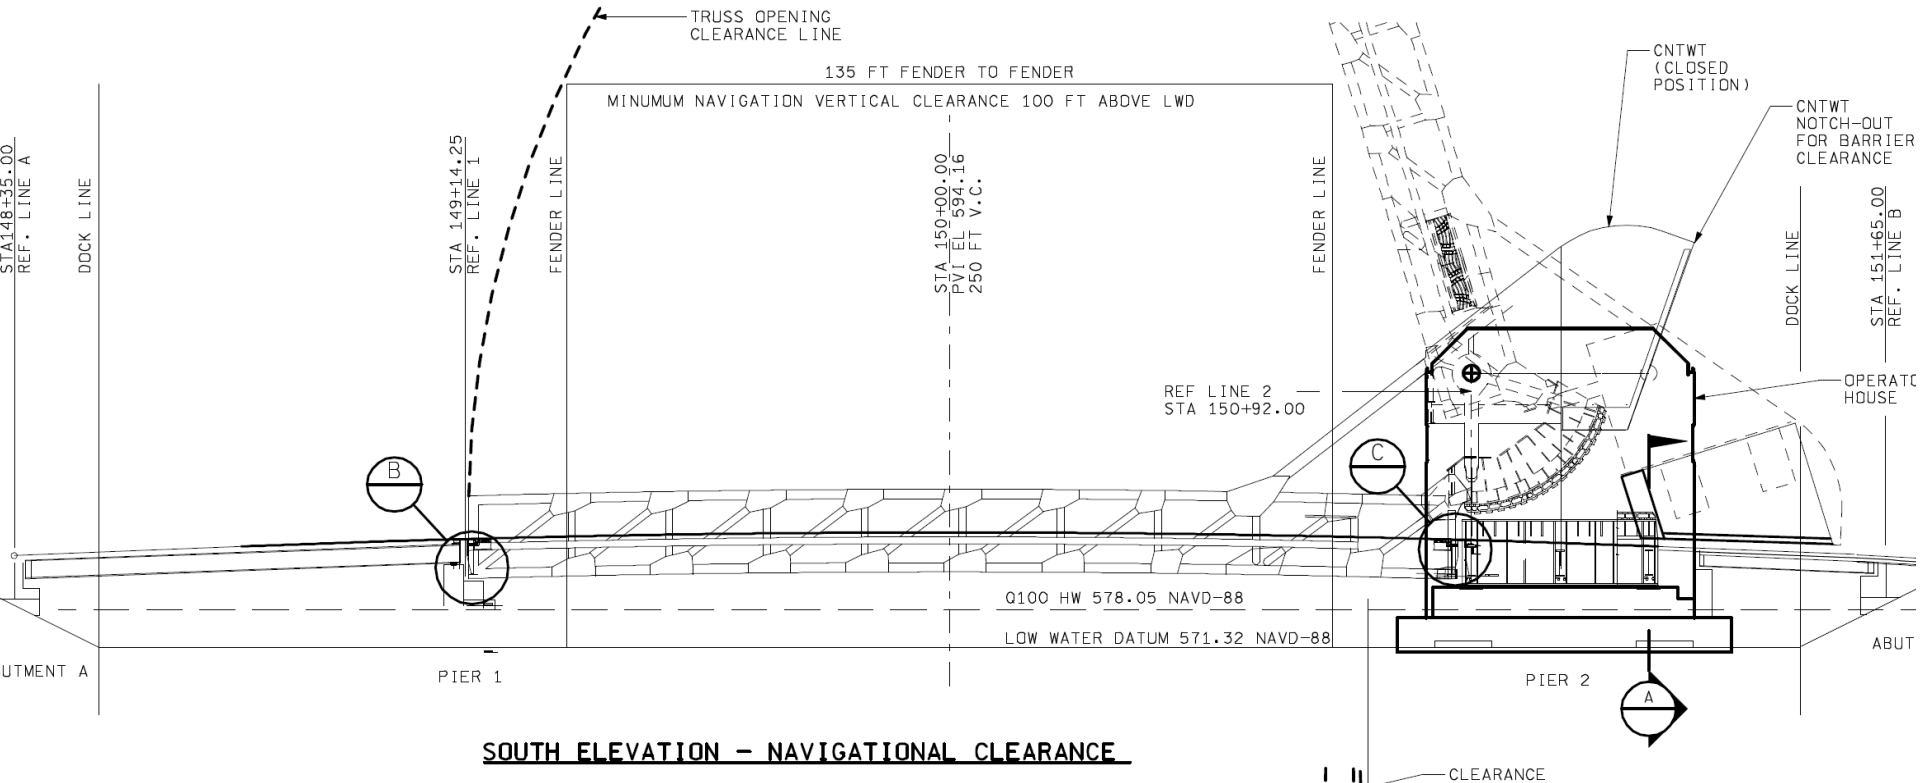 TRUSS OPENING
CLEARANCE LINE
135 FT FENDER TO FENDER
MINUMUM NAVIGATION VERTICAL CLEARANCE 100 FT ABOVE LWD
CNTWT
(CLOSED
POSITION)
CNTWT
NOTCH-OUT
FOR BARRIER
CLEARANCE
STA148+35.00
REF. LINE A
DOCK LINE
STA 149+14.25
REF. LINE 1
FENDER LINE
STA 150+00.00
PVI EL 594.16
250 FT V.C.
FENDER LINE
DOCK LINE
STA 151+65.00
REF. LINE B
REF LINE 2
STA 150+92.00
OPERATO
HOUSE
B
C
Q100 HW 578.05 NAVD-88
LOW WATER DATUM 571.32 NAVD-88
UTMENT A
PIER 1
PIER 2
ABUT
A
SOUTH ELEVATION - NAVIGATIONAL CLEARANCE
CLEARANCE